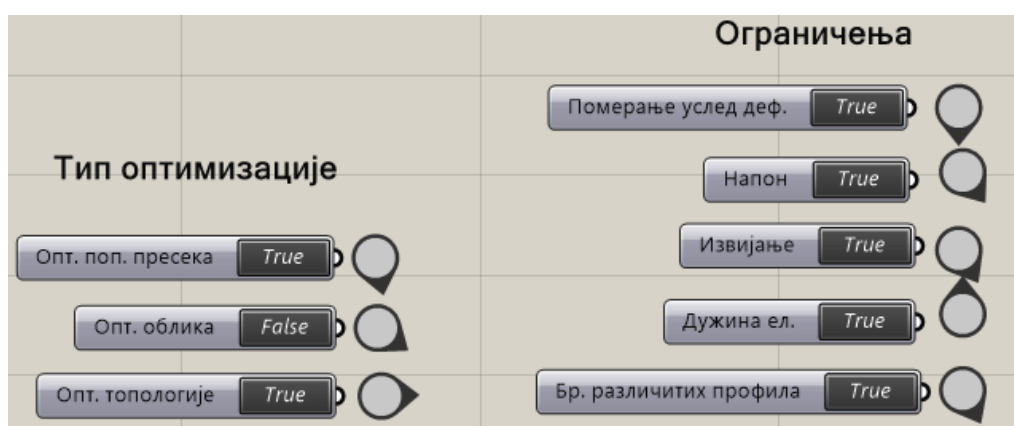 Тип оптимизације
Опт. поп. пресека True
Опт. облика False
Опт. топологије True
Ограничења
Померање услед деф. True
Напон True
Извијање True
Дужина ел. True
Бр. различитих профила True